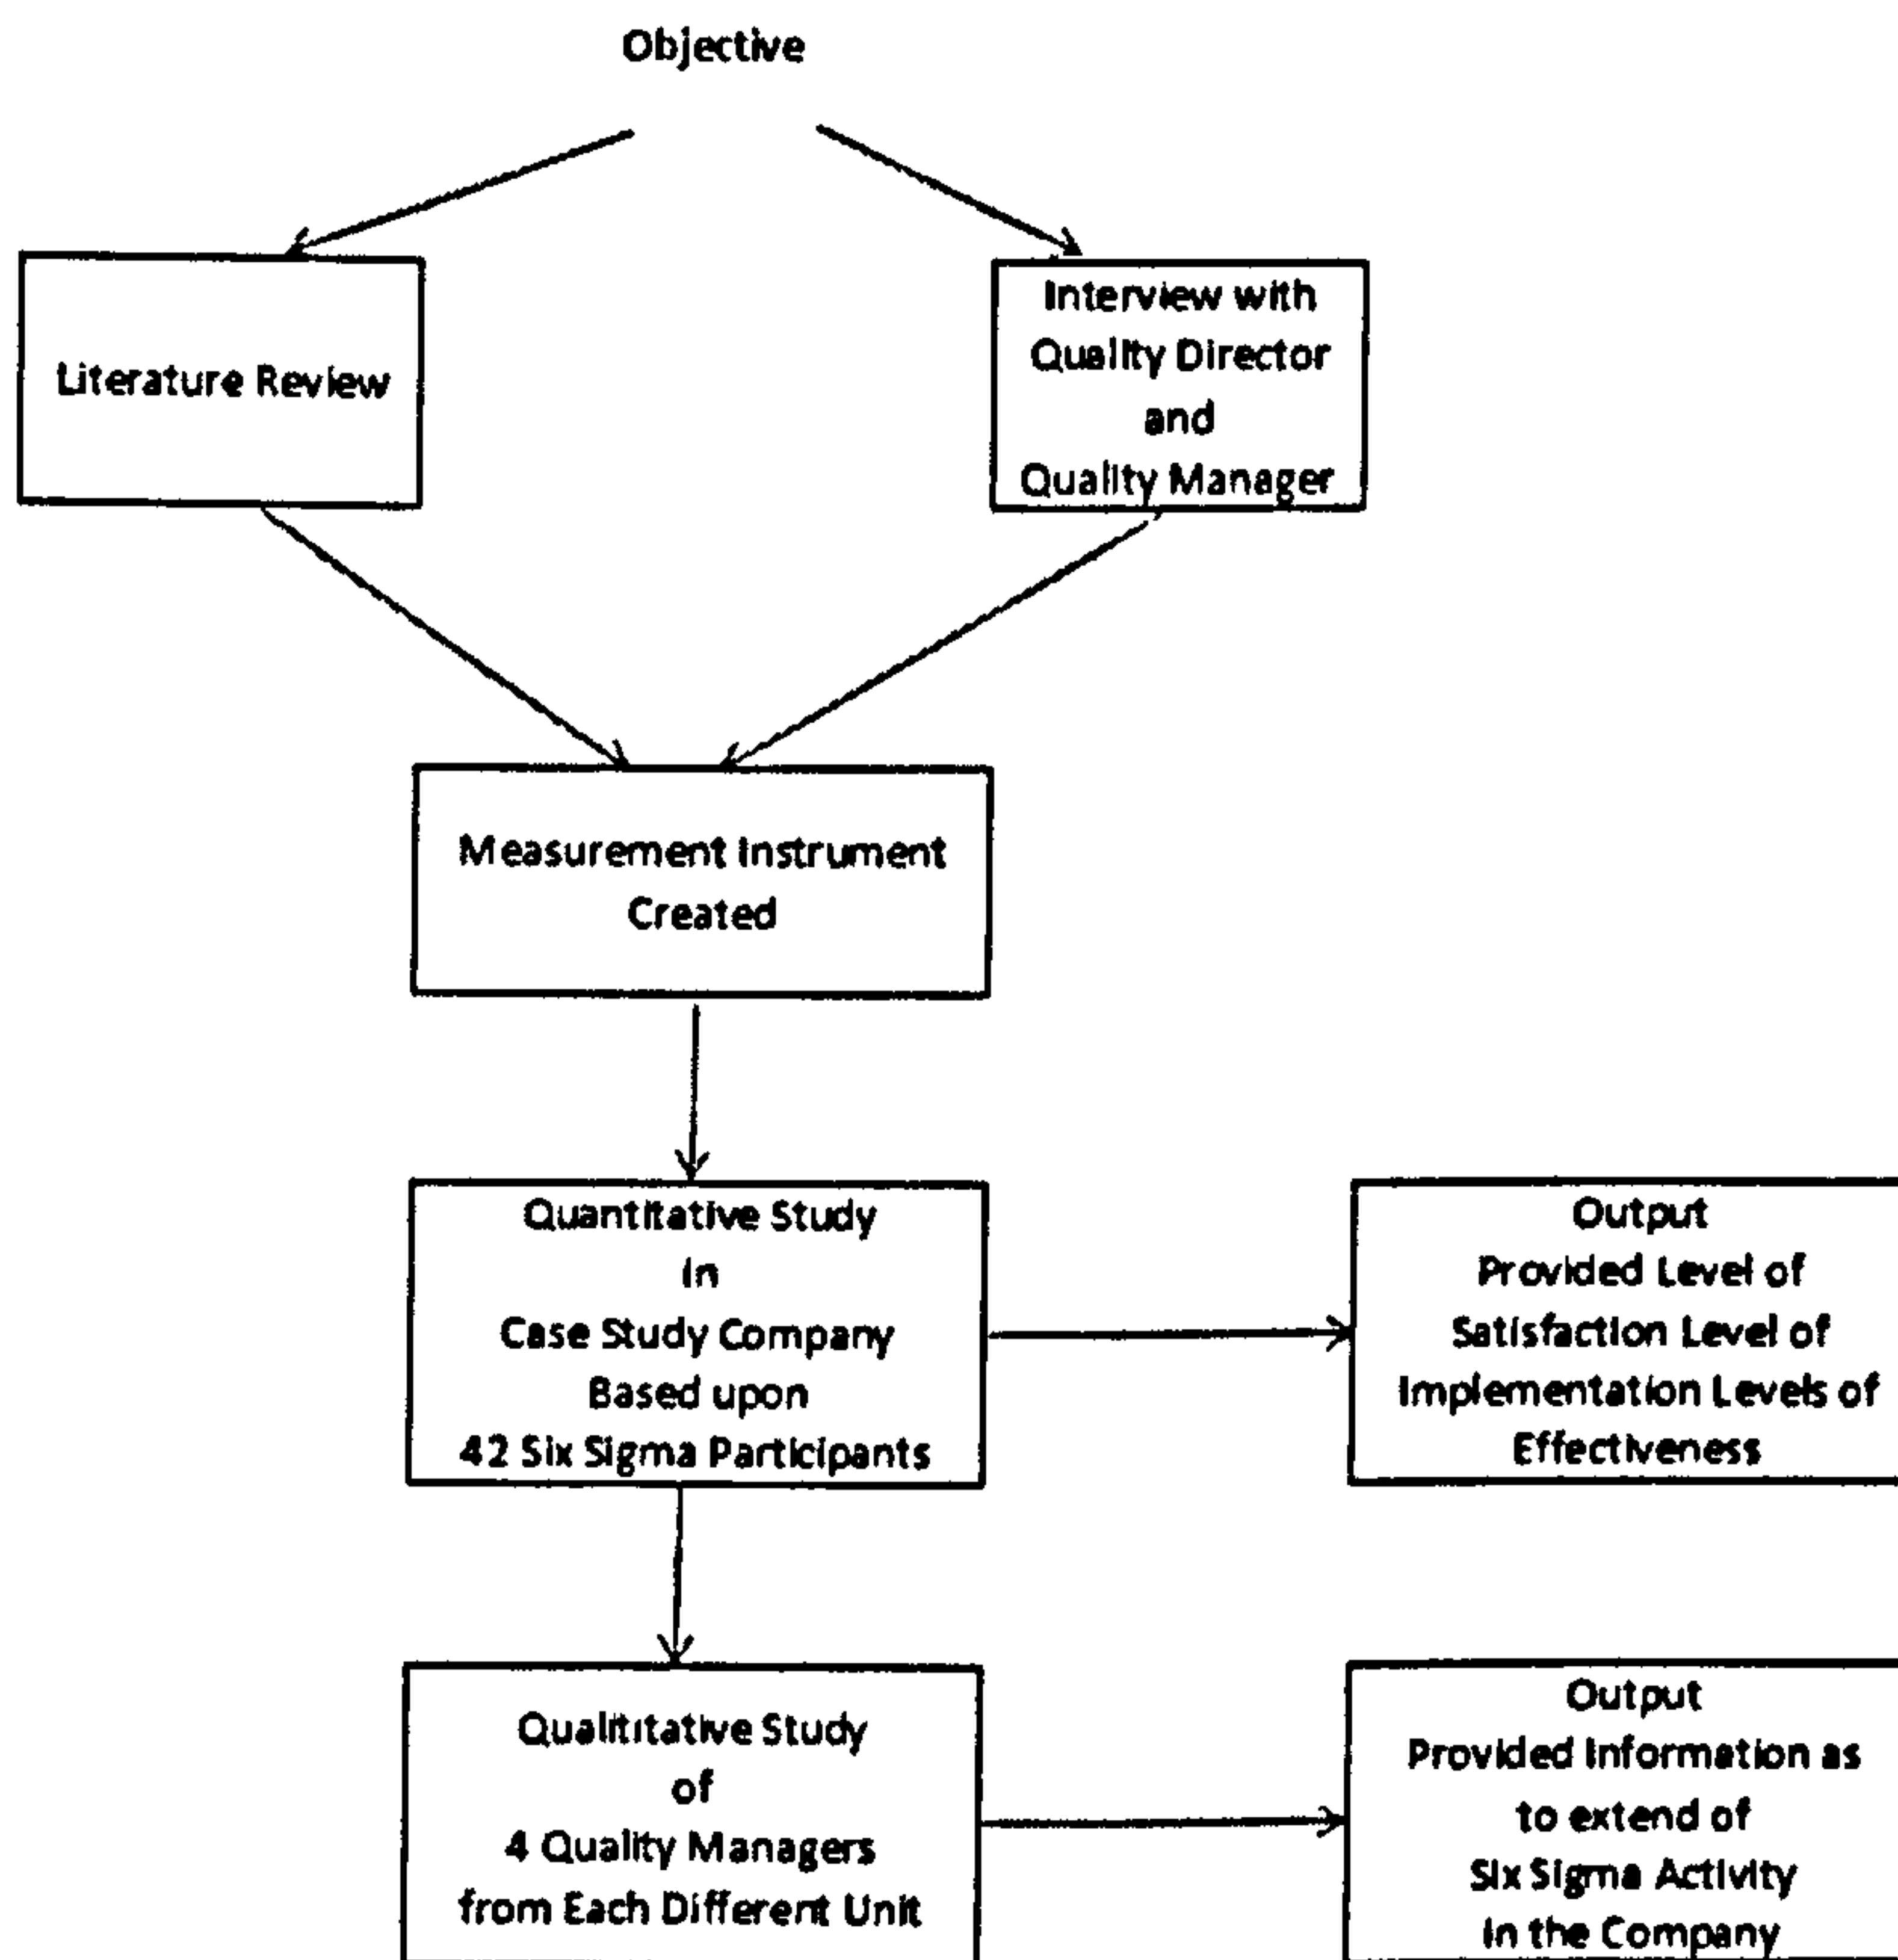 Objective
Literature Review
Interview with
Quality Director
and
Quality Manager
Measurement Instrument
Created
Quantitative Study
in
Case Study Company
Based upon
42 Six Sigma Participants
Output
Provided Level of
Satisfaction Level of
Implementation Levels of
Effectiveness
Qualititative Study
of
4 Quality Managers
from Each Different Unit
Output
Provided Information as
to extend of
Six Sigma Activity
in the Company